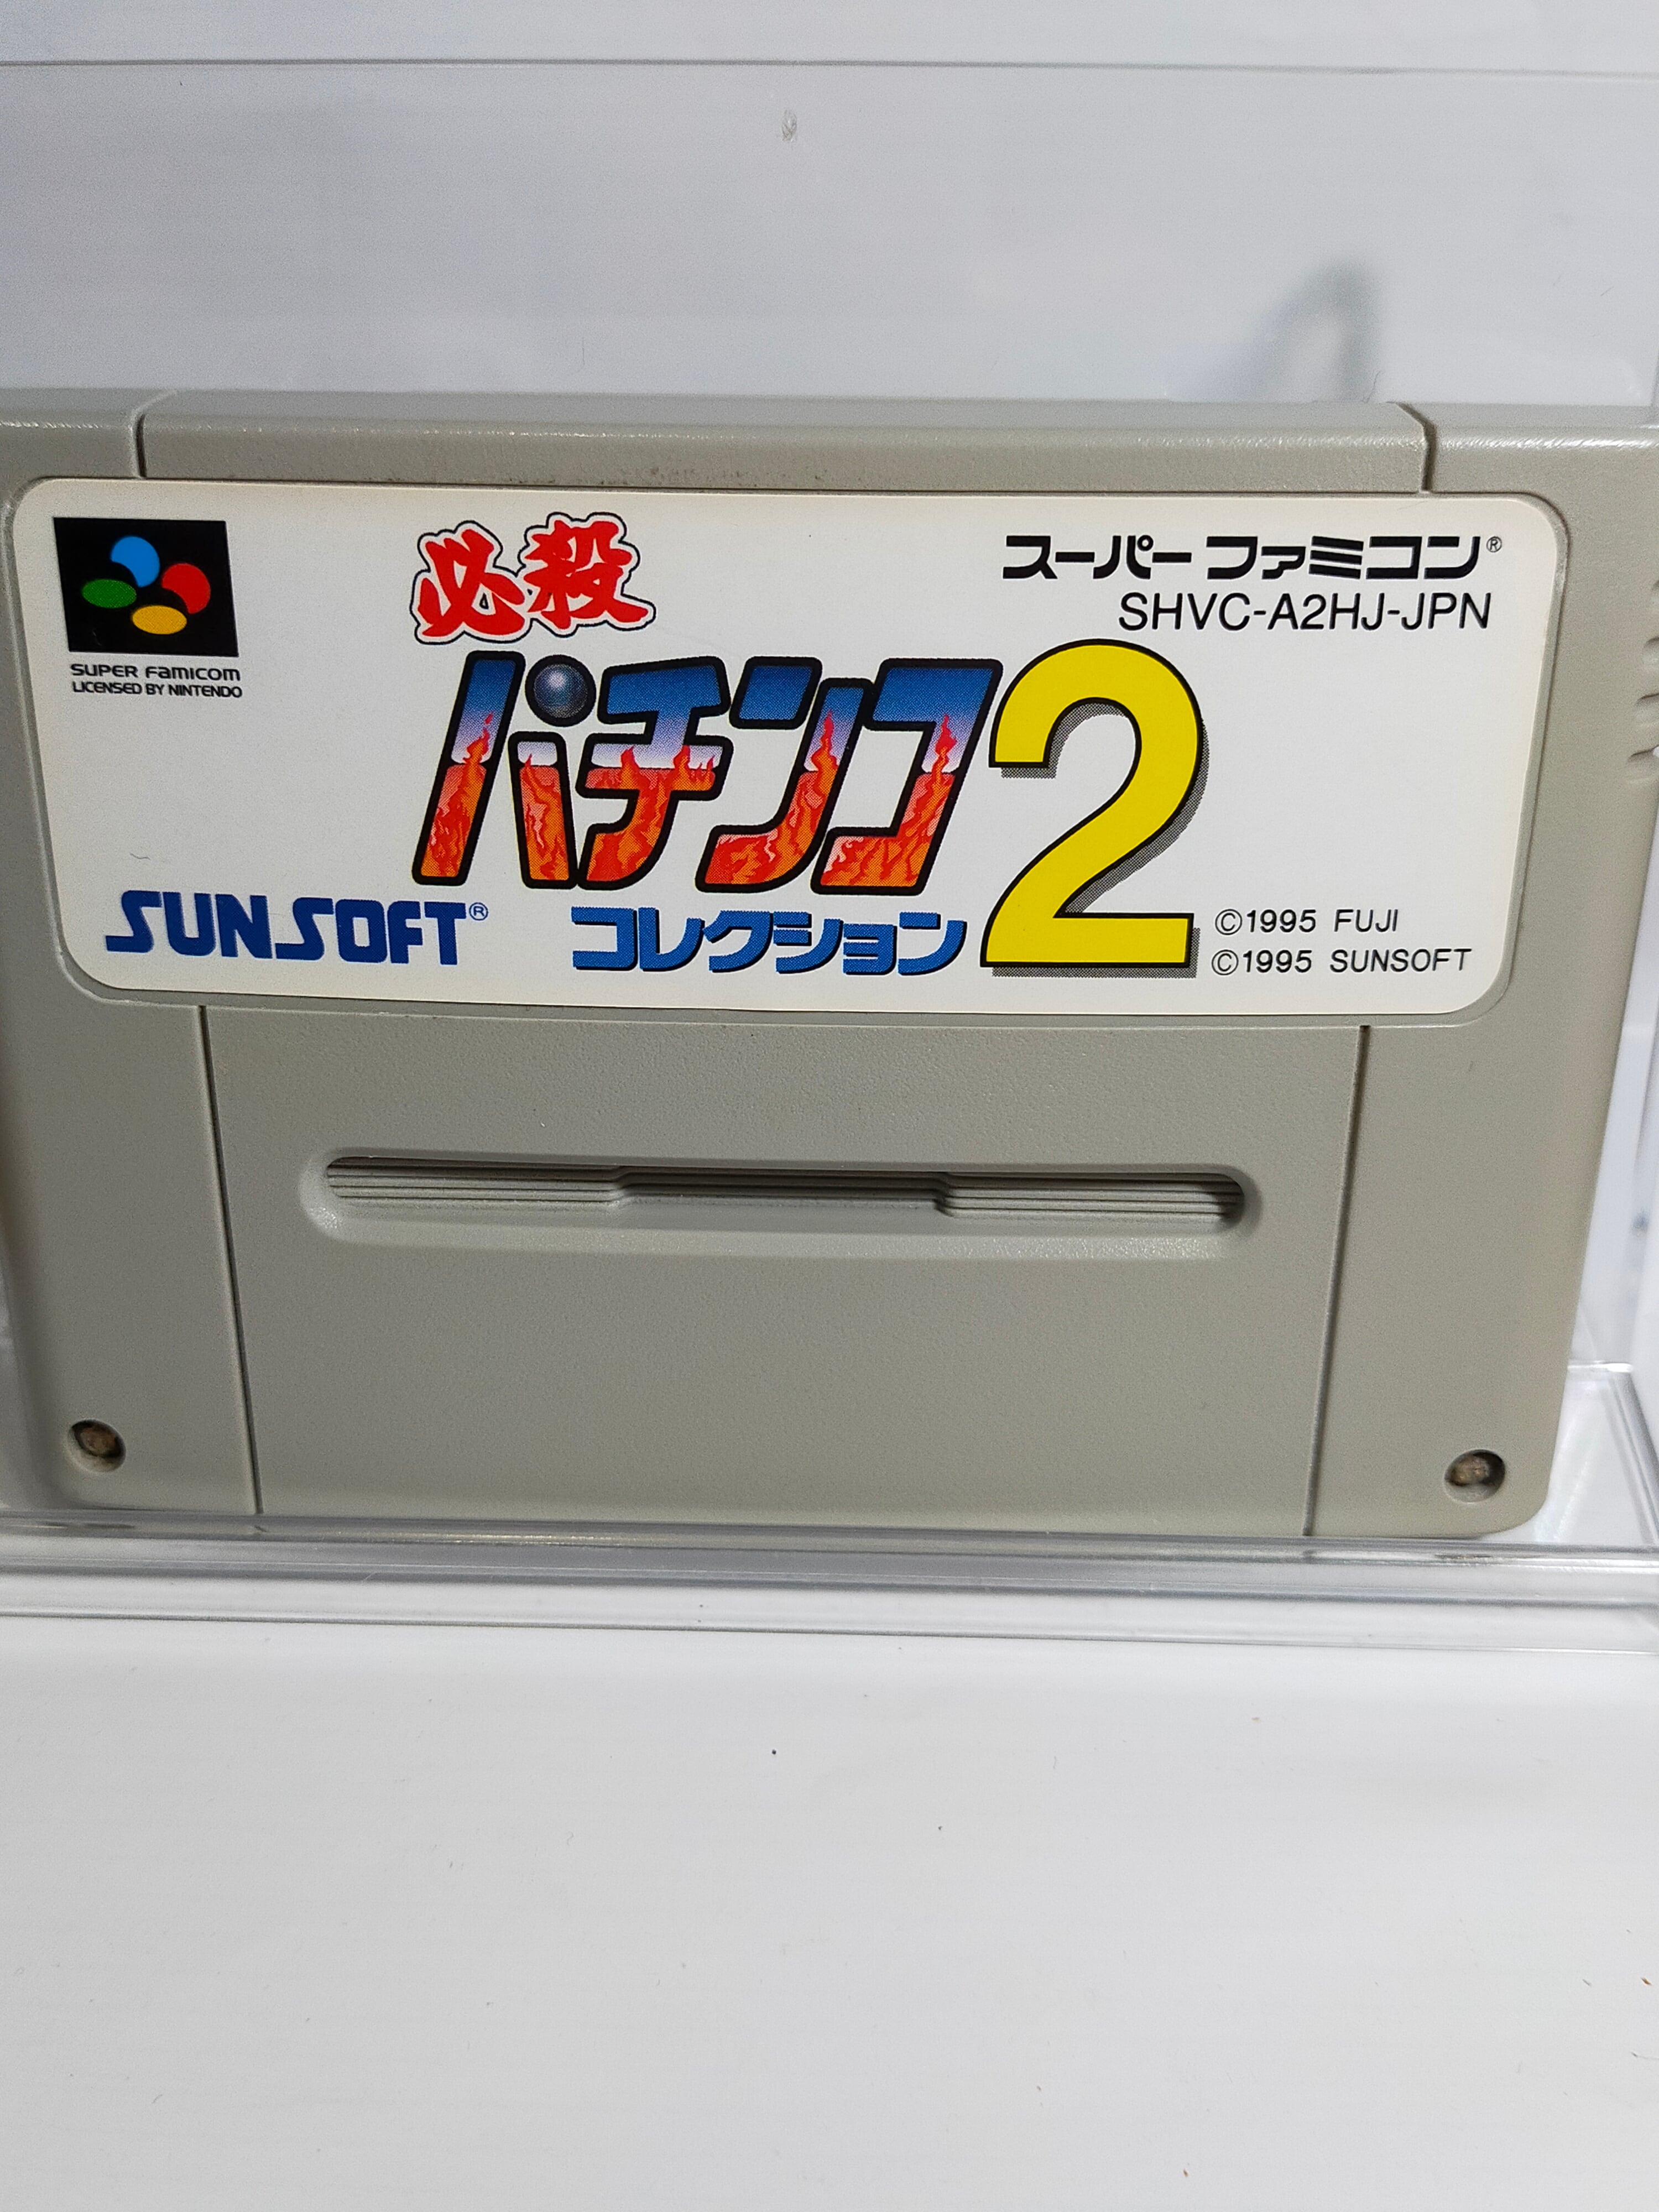 SUPER FAMICOM
LICENSED BY NINTENDO
必殺
パチンコ2
コレクション
スーパーファミコン®
SHVC-A2HJ-JPN
SUNSOFT®
©1995 FUJI
©1995 SUNSOFT